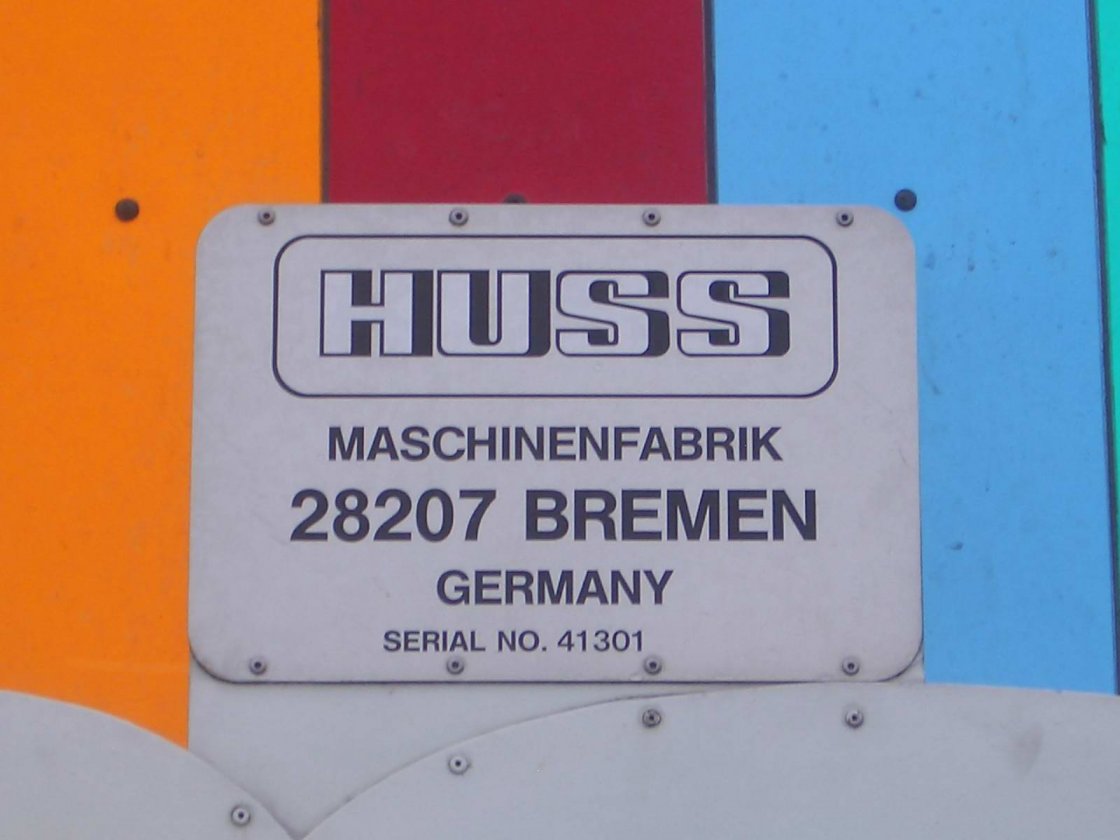 HUSS
MASCHINENFABRIK
28207 BREMEN
GERMANY
SERIAL NO. 41301